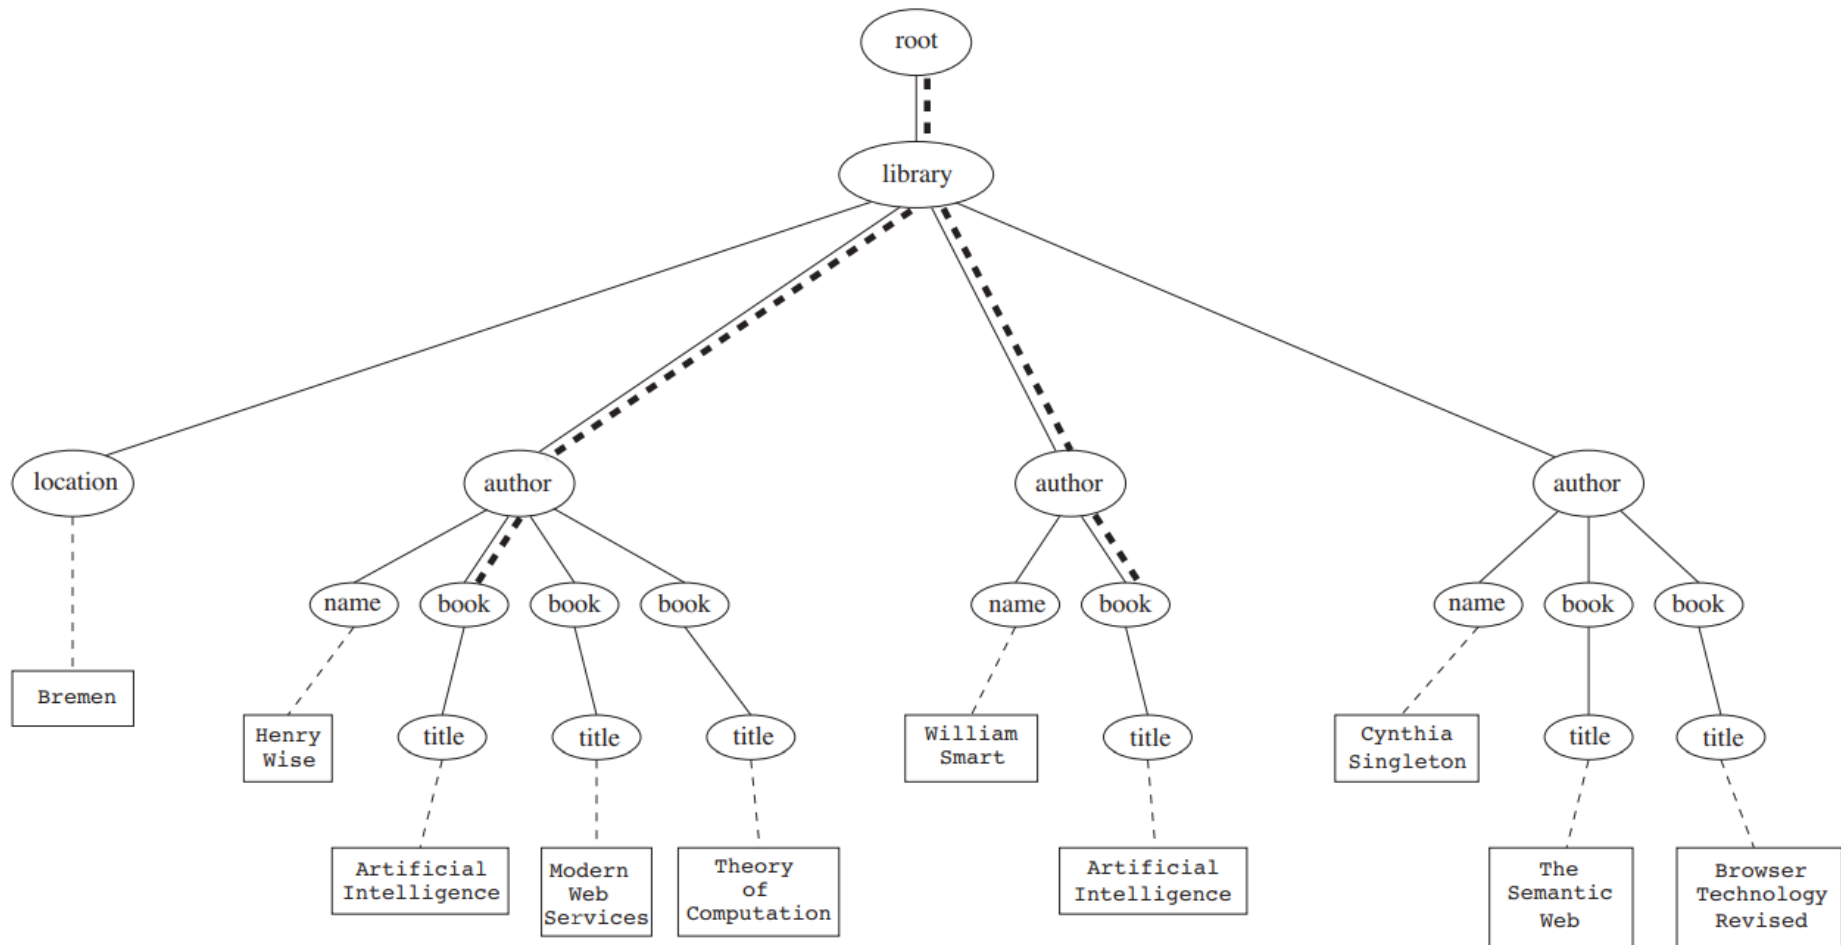 root
library
location
author
author
author
name
book
book
book
name
book
name
book
book
Bremen
Henry
Wise
title
title
title
William
Smart
title
Cynthia
Singleton
title
title
Artificial
Intelligence
Modern
Web
Services
Theory
of
Computation
Artificial
Intelligence
The
Semantic
Web
Browser
Technology
Revised